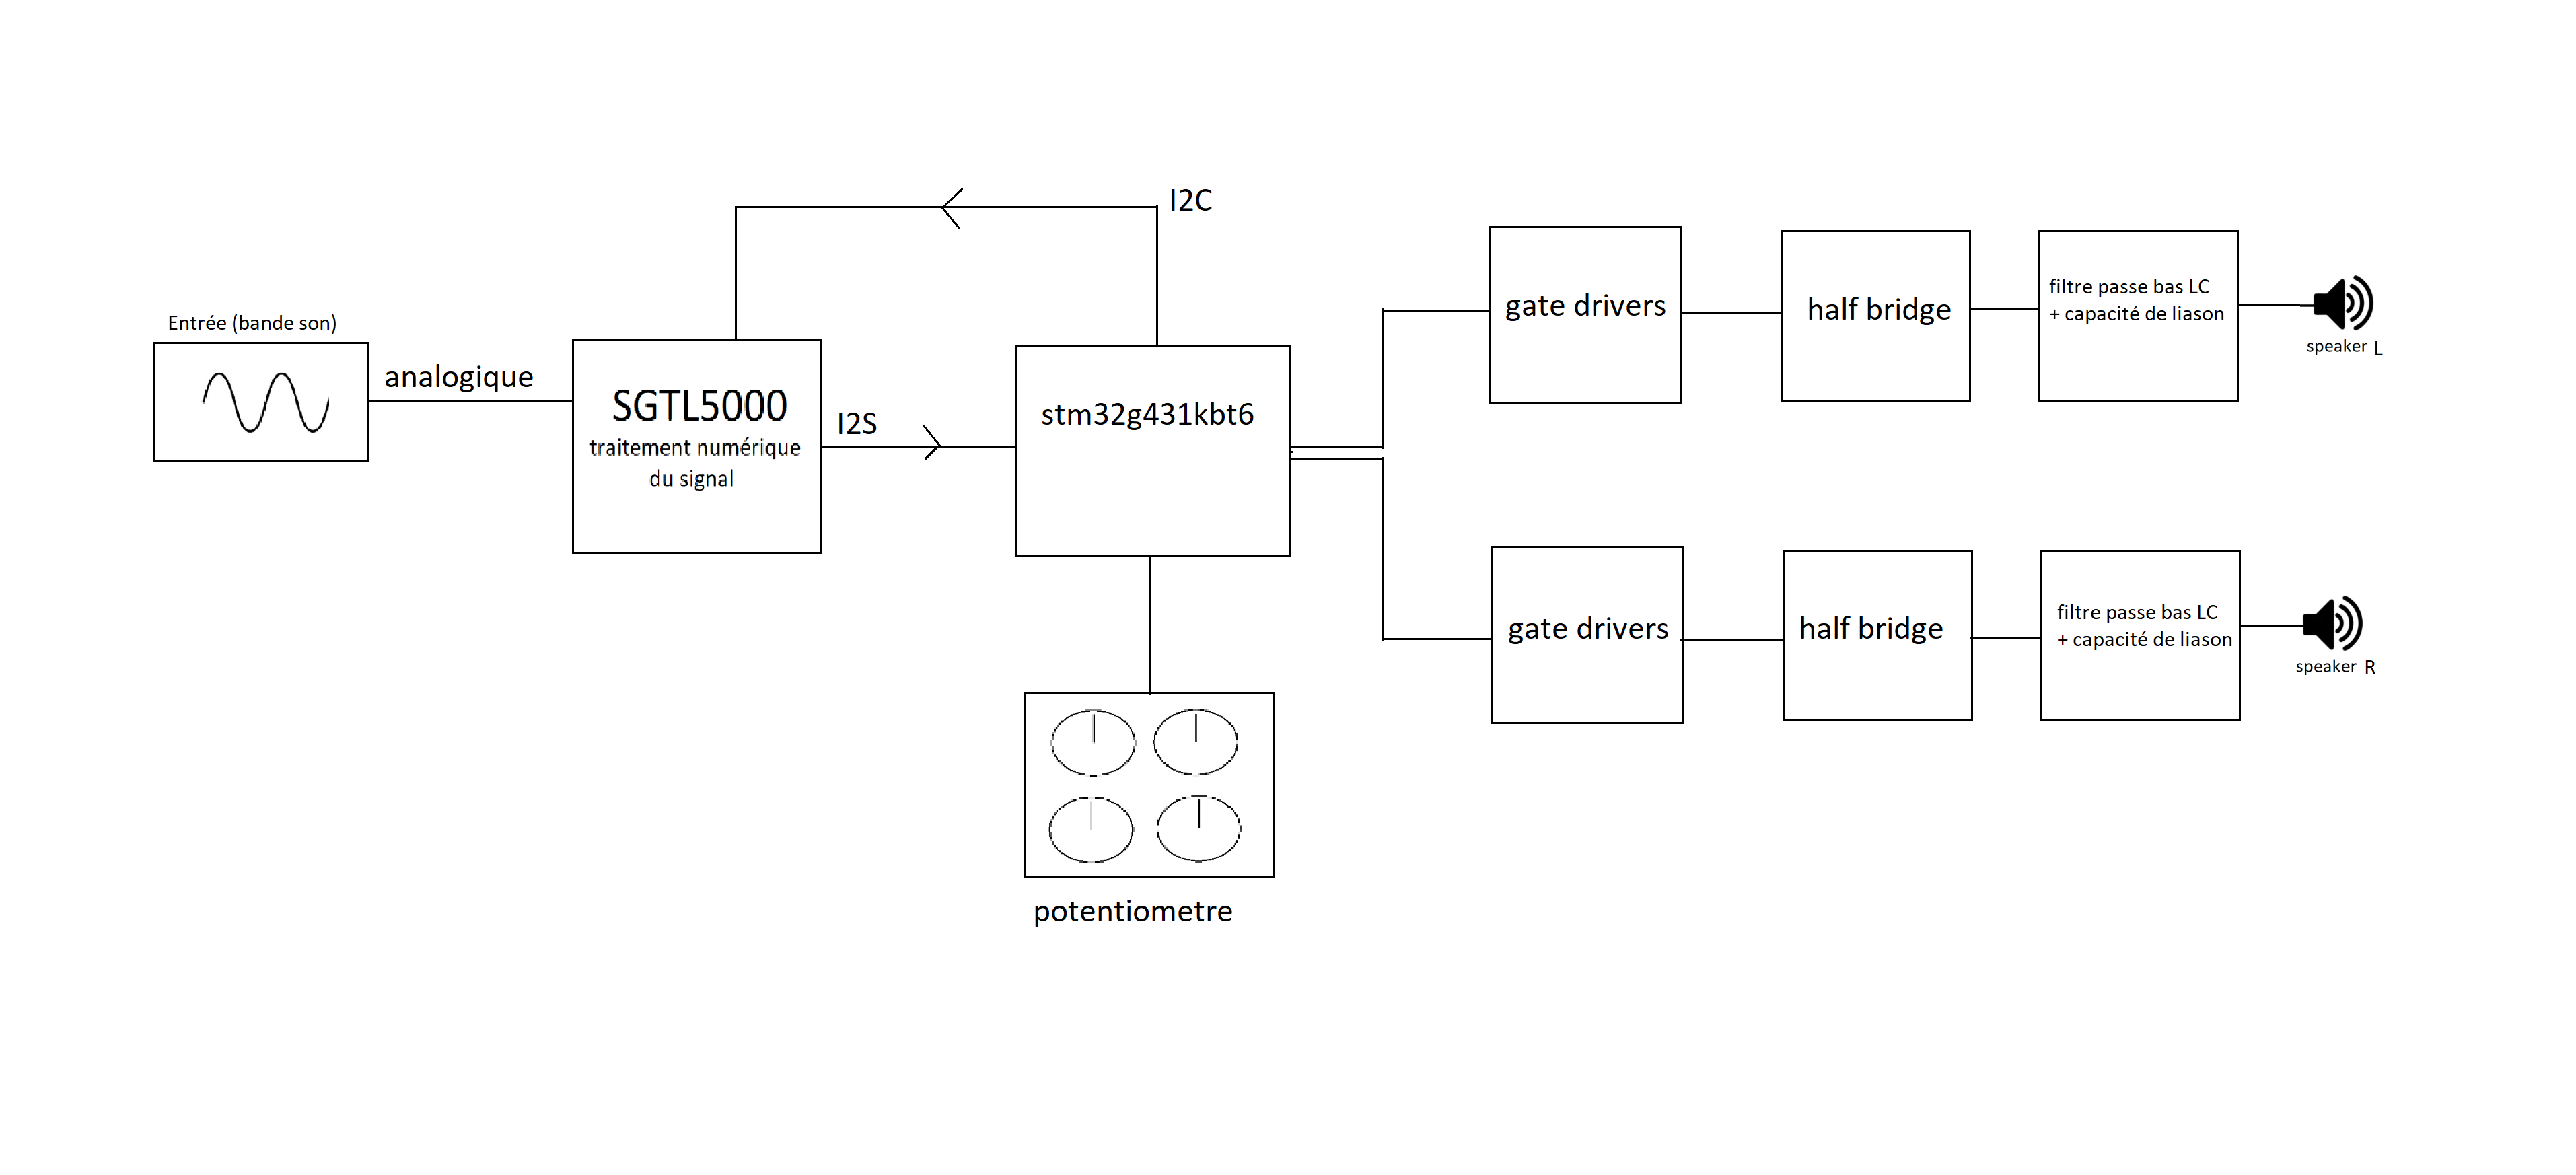 I2C
Entrée (bande son)
analogique
SGTL5000
traitement numérique
du signal
I2S
stm32g431kbt6
potentiometre
gate drivers
half bridge
filtre passe bas LC
+ capacité de liason
speaker L
gate drivers
half bridge
filtre passe bas LC
+ capacité de liason
speaker R